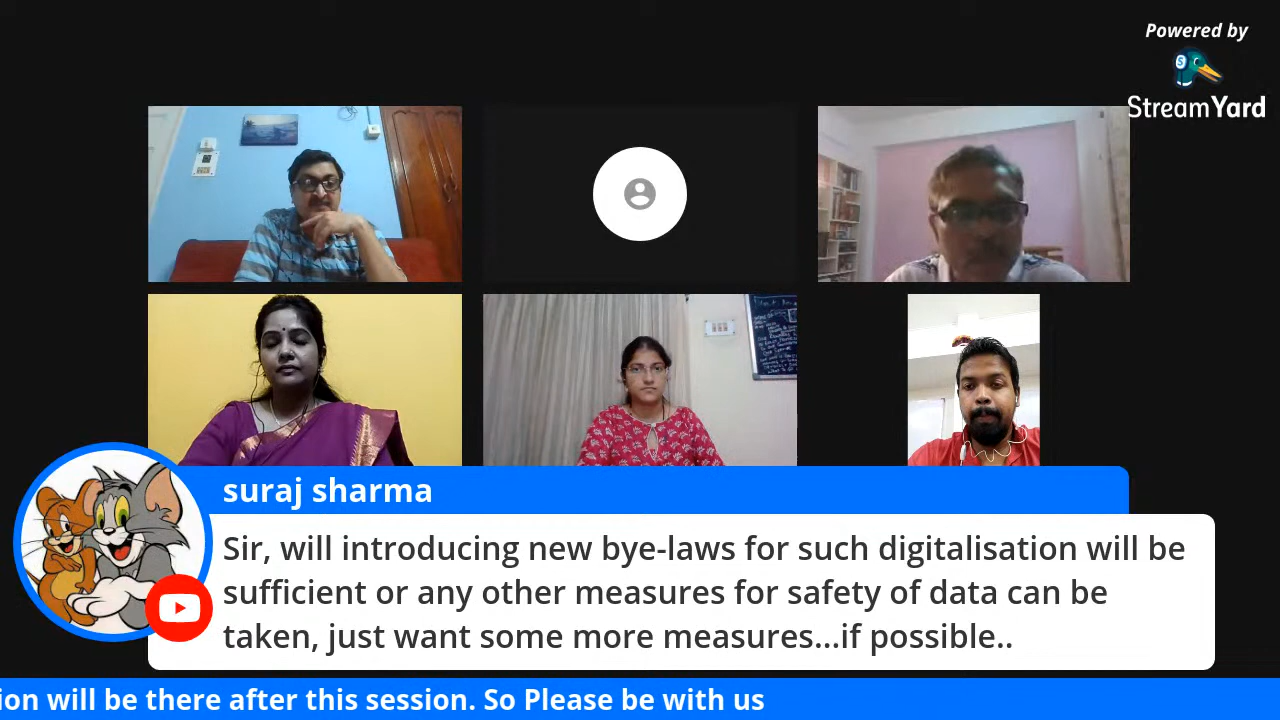 Powered by
StreamYard
suraj sharma
Sir, will introducing new bye-laws for such digitalisation will be
sufficient or any other measures for safety of data can be
taken, just want some more measures...if possible..
ion will be there after this session. So Please be with us